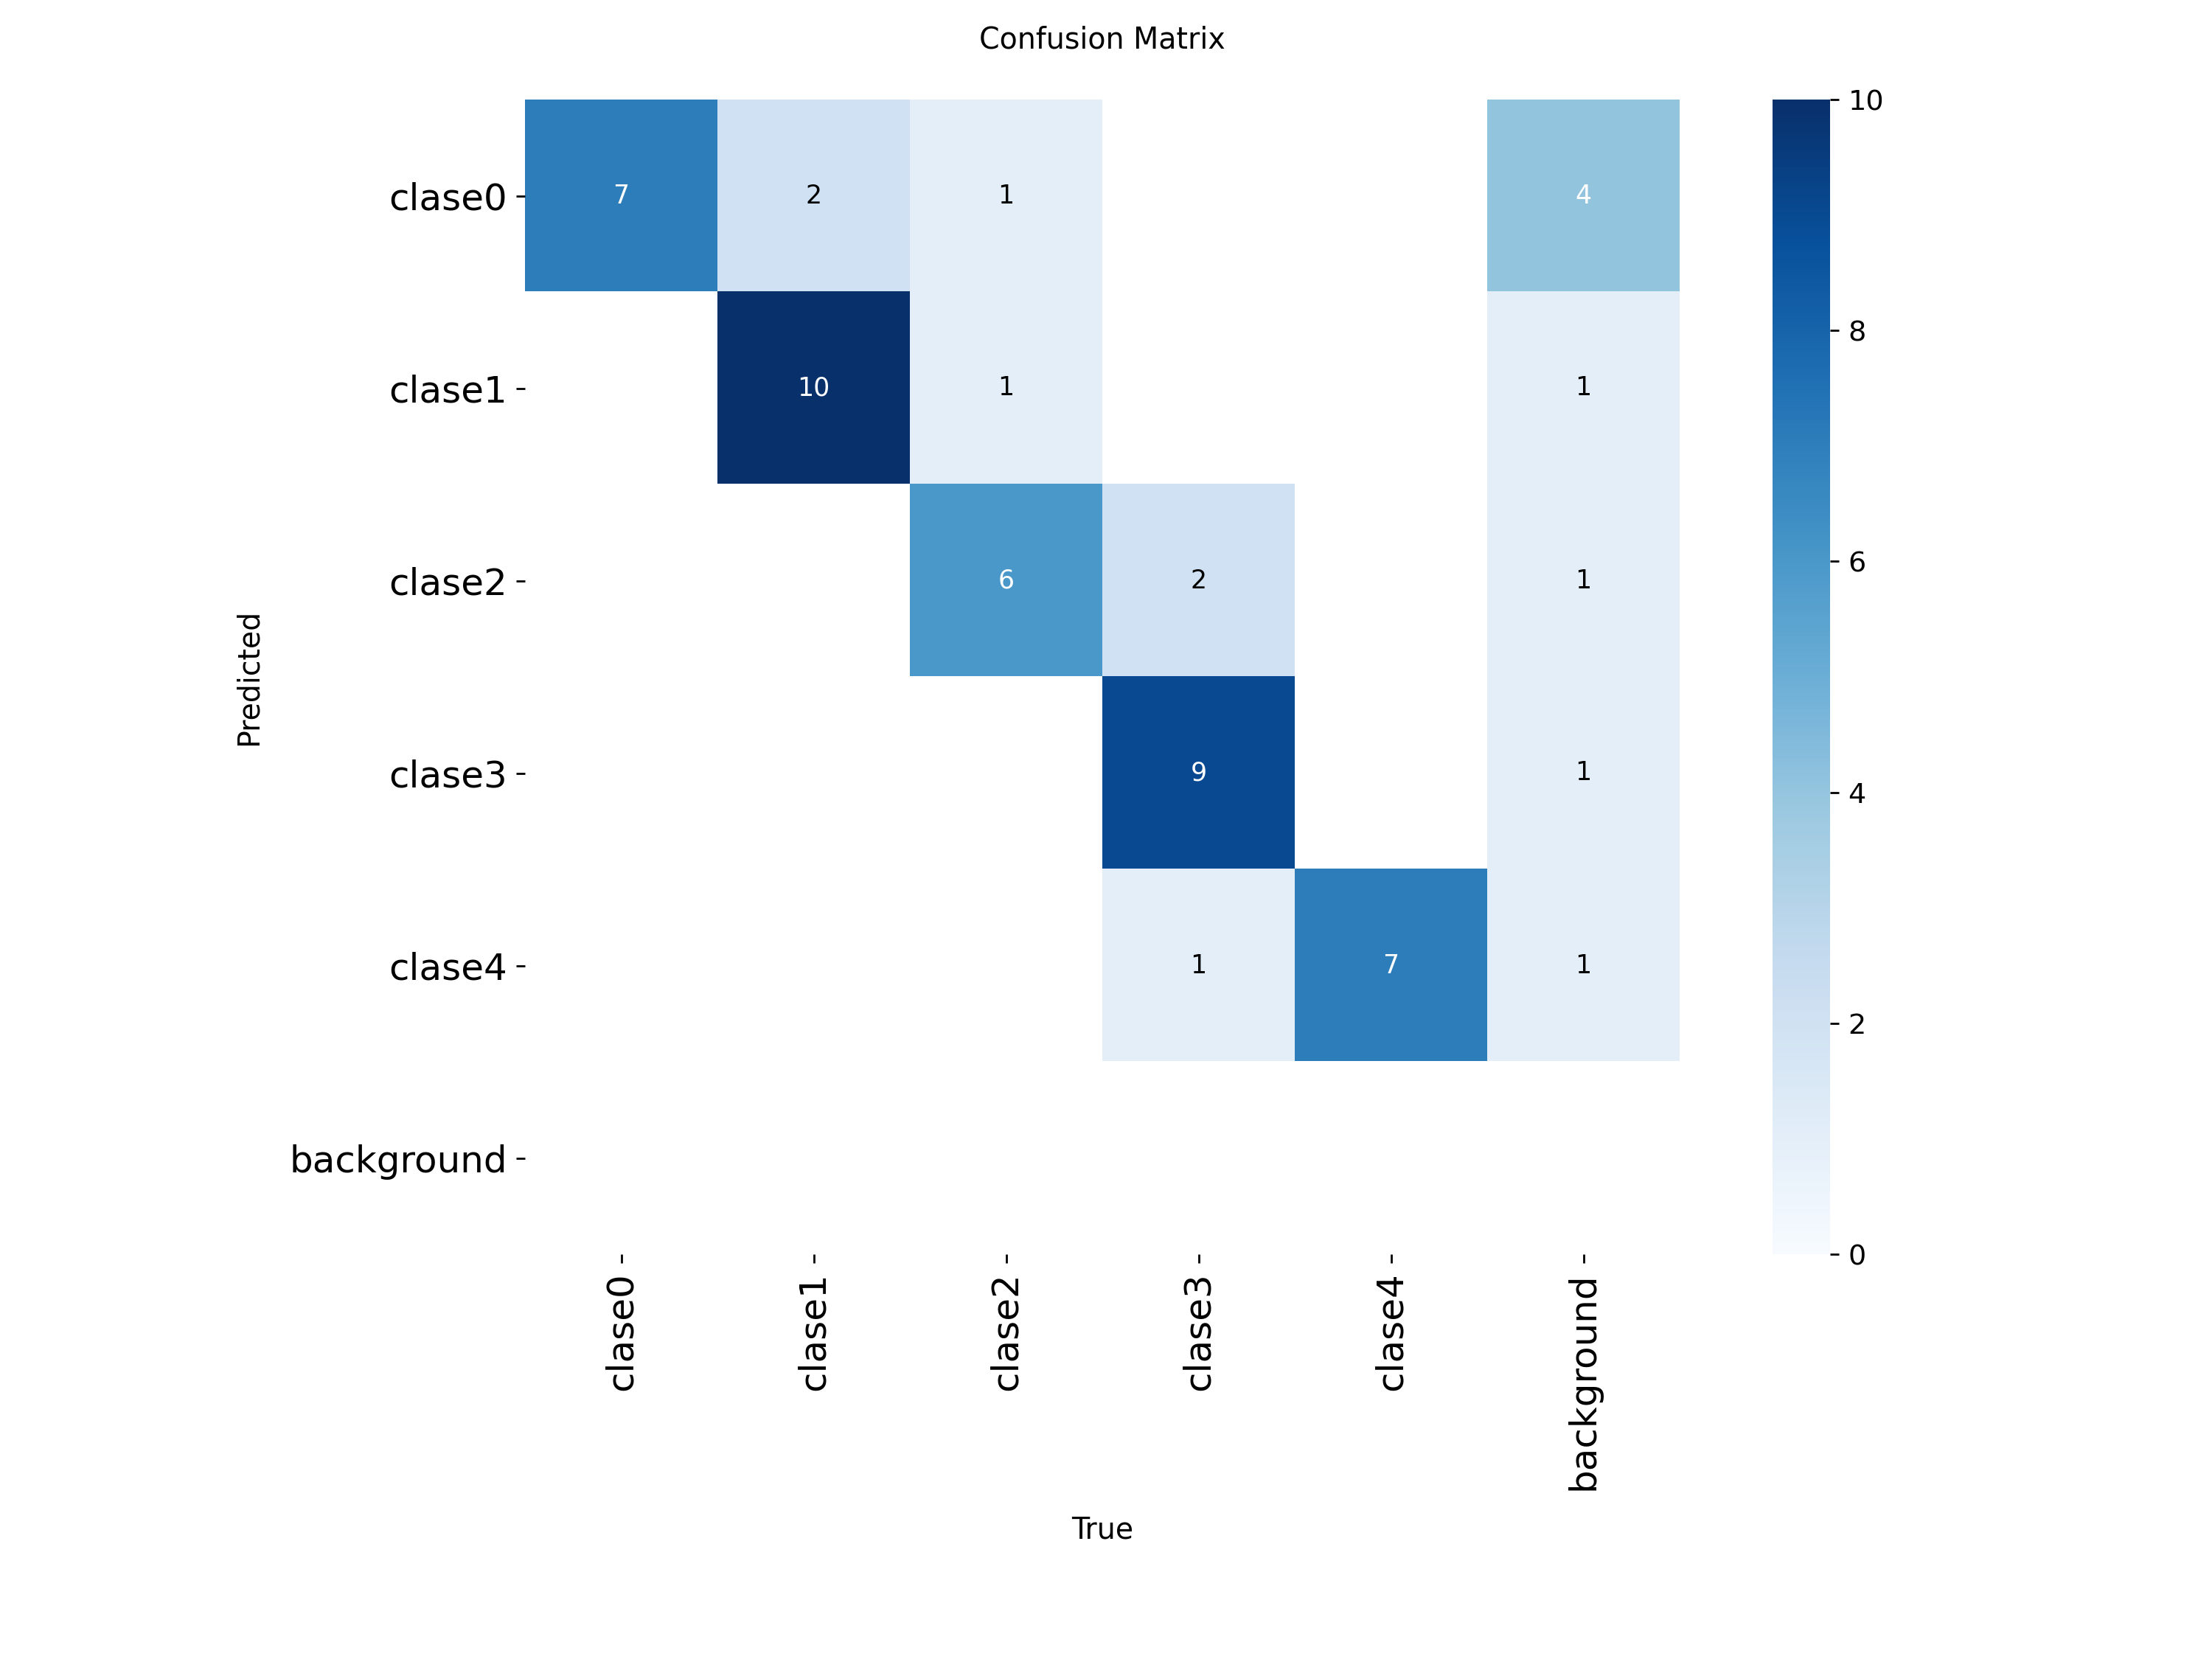 Confusion Matrix
clase0 7 2 1 4
clase1 10 1 1
clase2 6 2 1
clase3 9 1
clase4 1 7 1
background
clase0 clase1 clase2 clase3 clase4 background
Predicted
True
10
8
6
4
2
0